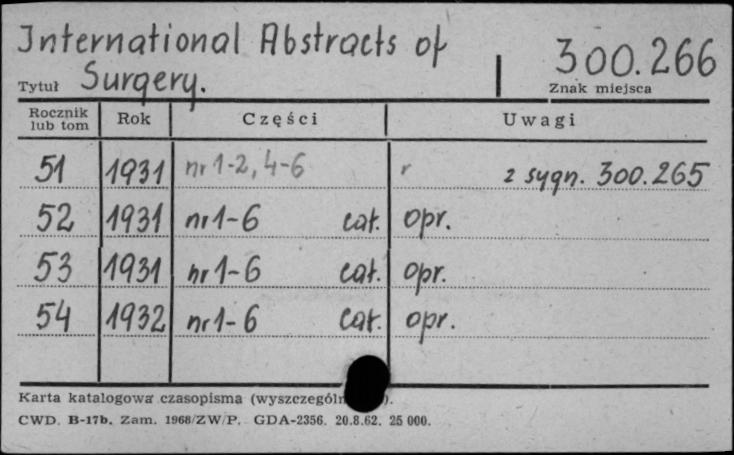 International Abstracts of
Tytuł Surgery.
300.266
Znak miejsca
Rocznik lub tom Rok Części Uwagi
51 1931 nr 1-2, 4-6 r z sygn. 300.265
52 1931 nr 1-6 cał. opr.
53 1931 nr 1-6 cał. opr.
54 1932 nr 1-6 cał. opr.
Karta katalogowa czasopisma (wyszczególn ).
CWD. B-17b. Zam. 1968/ZW/P. GDA-2356. 20.8.62. 25 000.